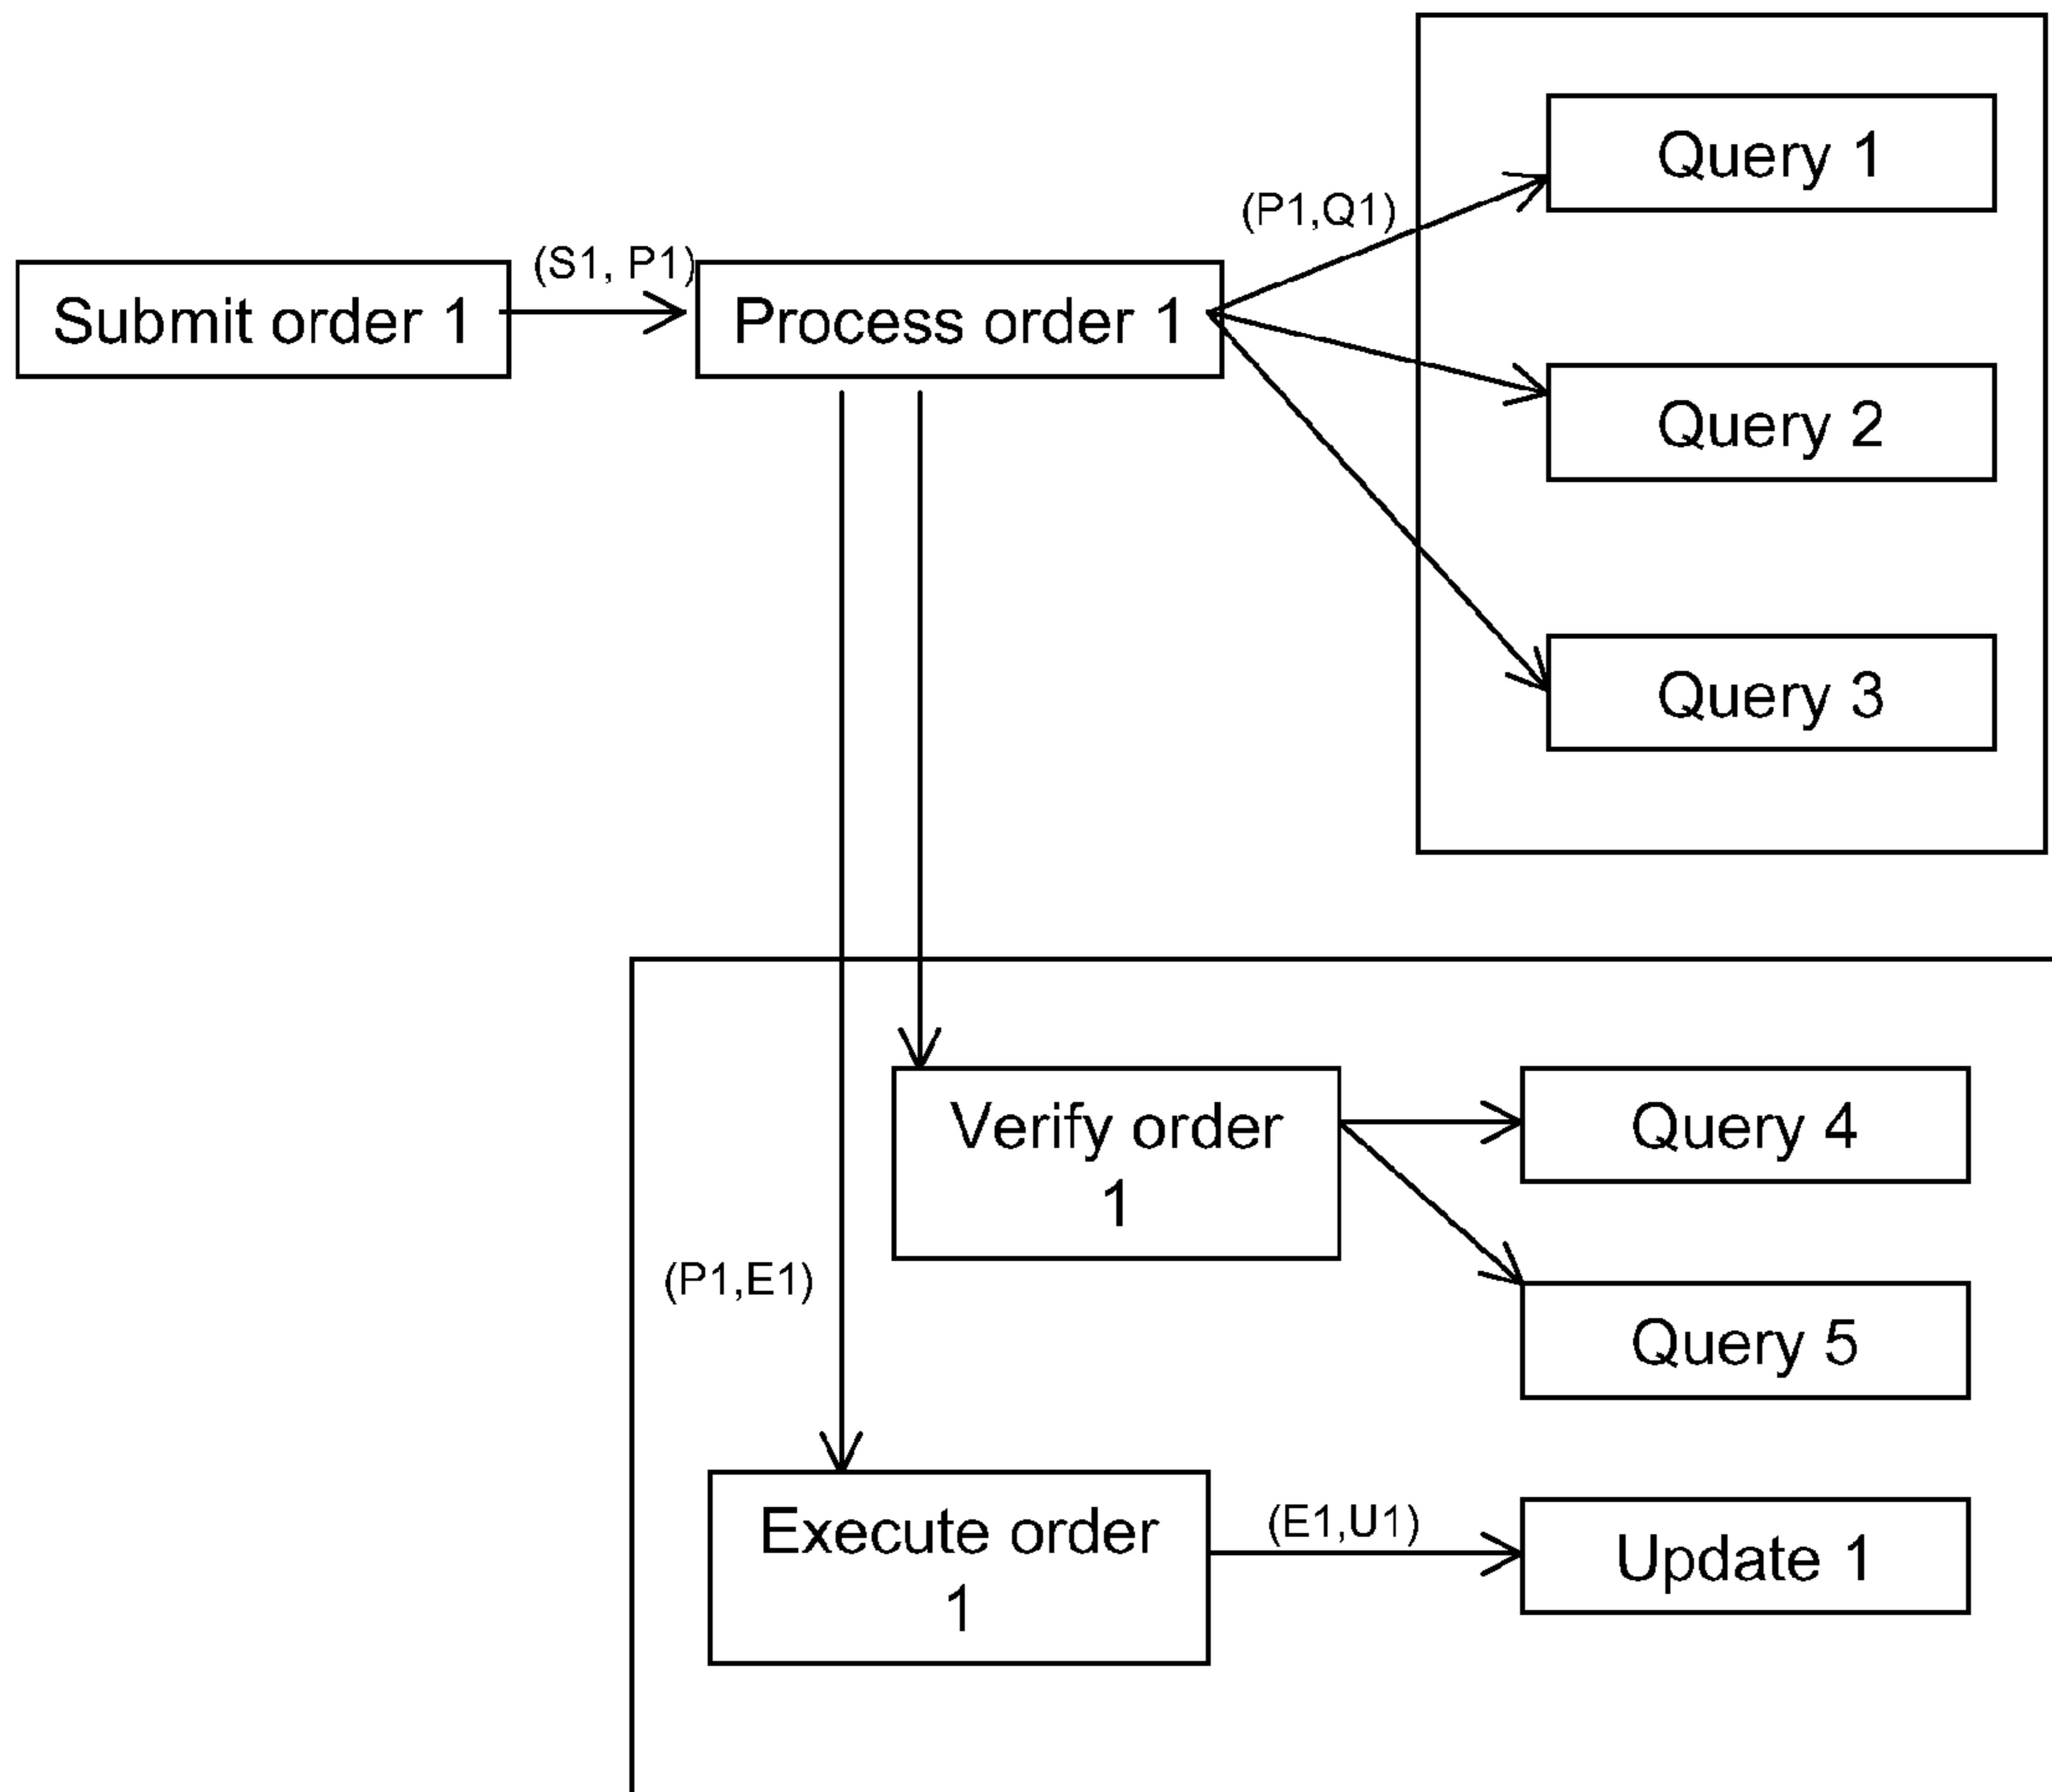 Query 1
(P1,Q1)
(S1, P1)
Submit order 1
Process order 1
Query 2
Query 3
Verify order
1
Query 4
(P1,E1)
Query 5
Execute order
1
(E1,U1)
Update 1